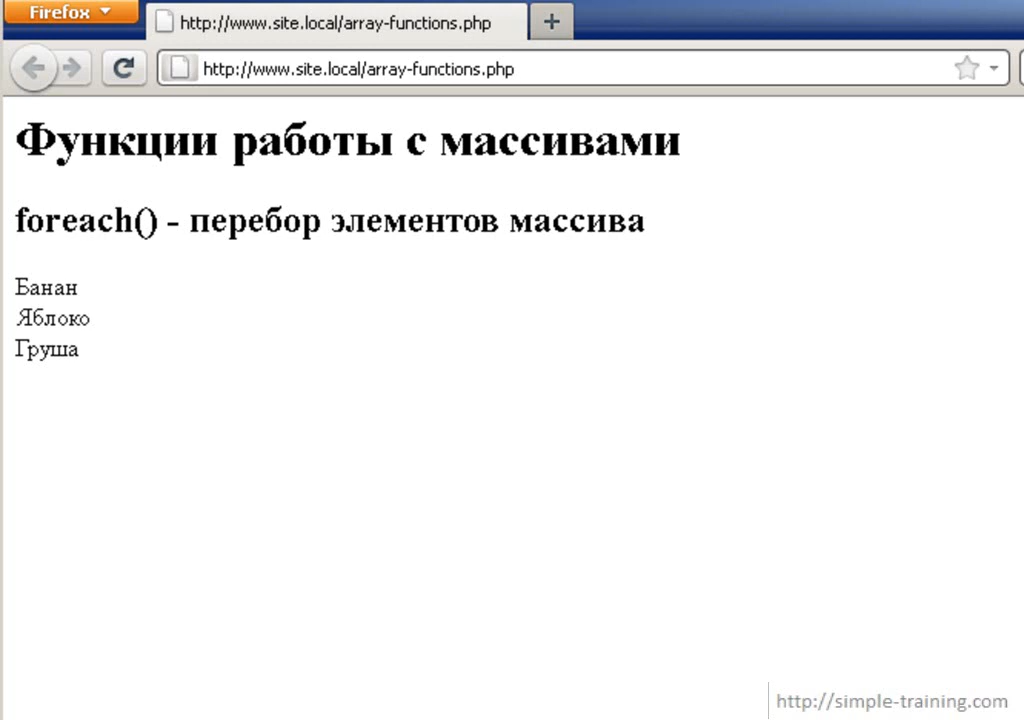 Firefox
http://www.site.local/array-functions.php
http://www.site.local/array-functions.php
Функции работы с массивами
foreach() - перебор элементов массива
Банан
Яблоко
Груша
http://simple-training.com